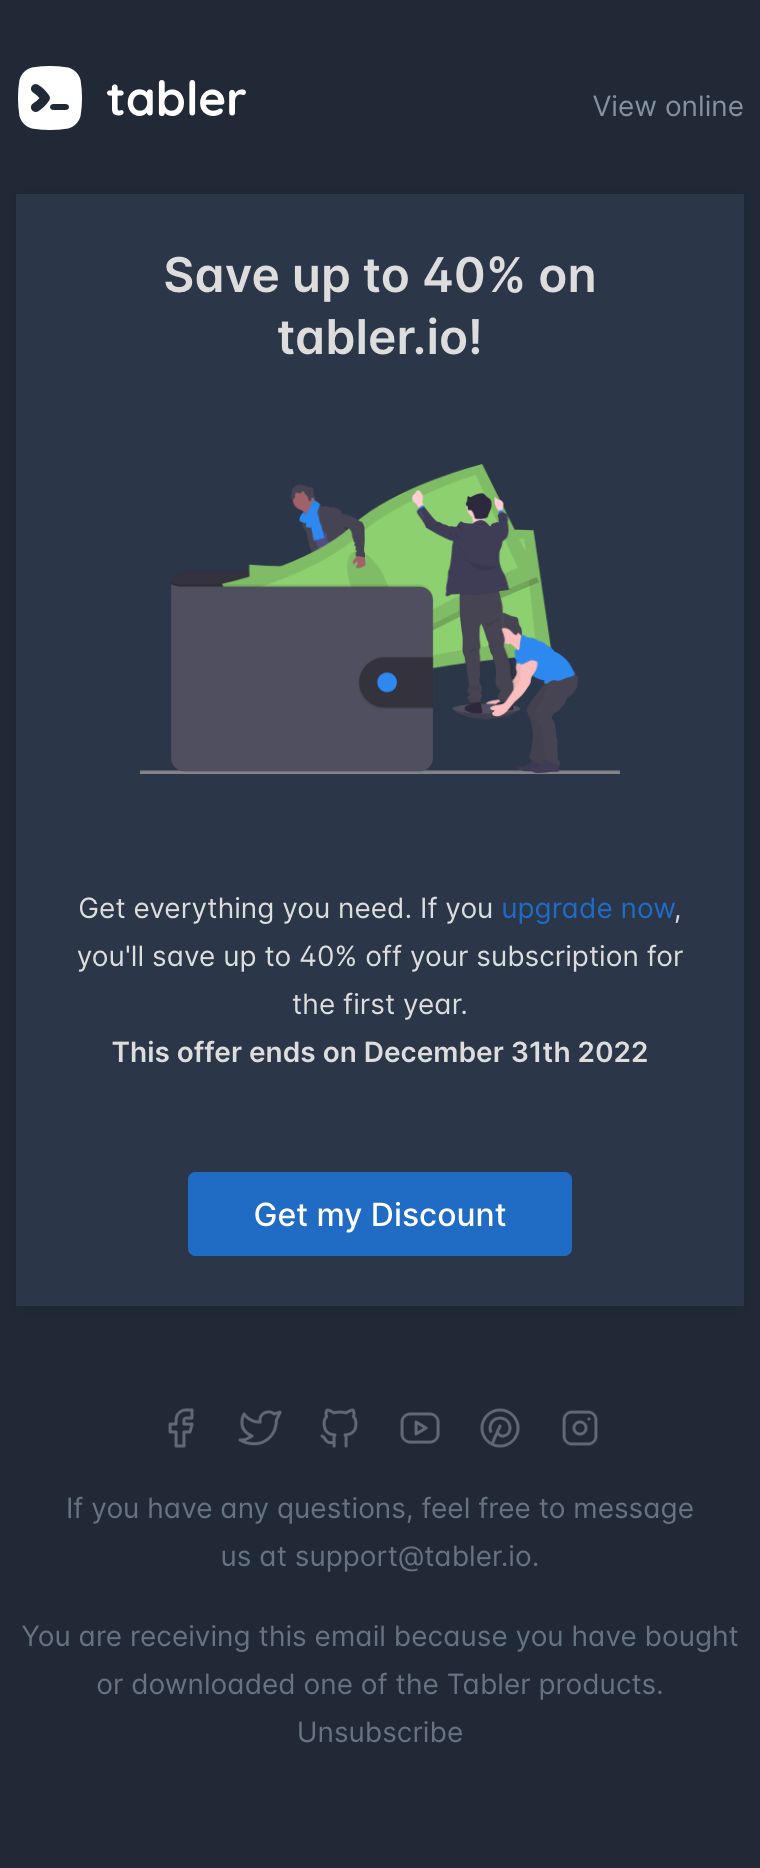 tabler
View online
Save up to 40% on
tabler.io!
Get everything you need. If you upgrade now,
you'll save up to 40% off your subscription for
the first year.
This offer ends on December 31th 2022
Get my Discount
If you have any questions, feel free to message
us at support@tabler.io.
You are receiving this email because you have bought
or downloaded one of the Tabler products.
Unsubscribe